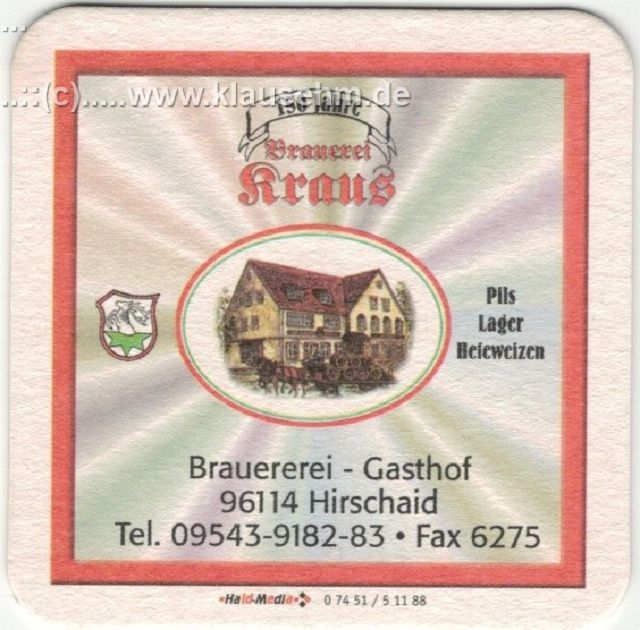 ...::(c).....www.klausehm.de
150 Jahre
Brauerei
Kraus
Pils
Lager
Hefeweizen
Brauererei - Gasthof
96114 Hirschaid
Tel. 09543-9182-83 • Fax 6275
Hald-Media 0 74 51 / 5 11 88